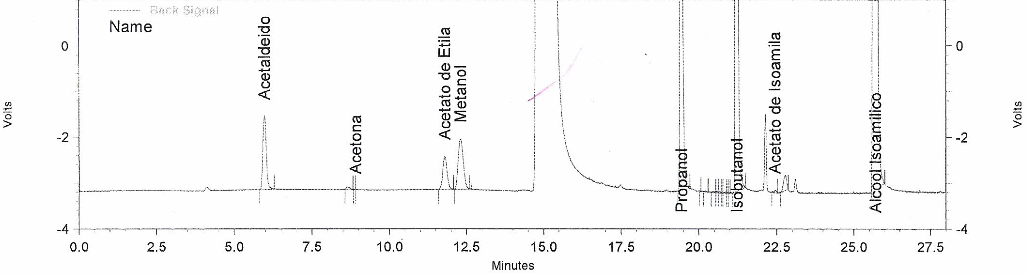 Back Signal
Name
Acetaldeido
Acetona
Acetato de Etila
Metanol
Propanol
Isobutanol
Acetato de Isoamila
Alcool Isoamilico
Volts
0
-2
-4
0
-2
-4
Volts
0.0 2.5 5.0 7.5 10.0 12.5 15.0 17.5 20.0 22.5 25.0 27.5
Minutes